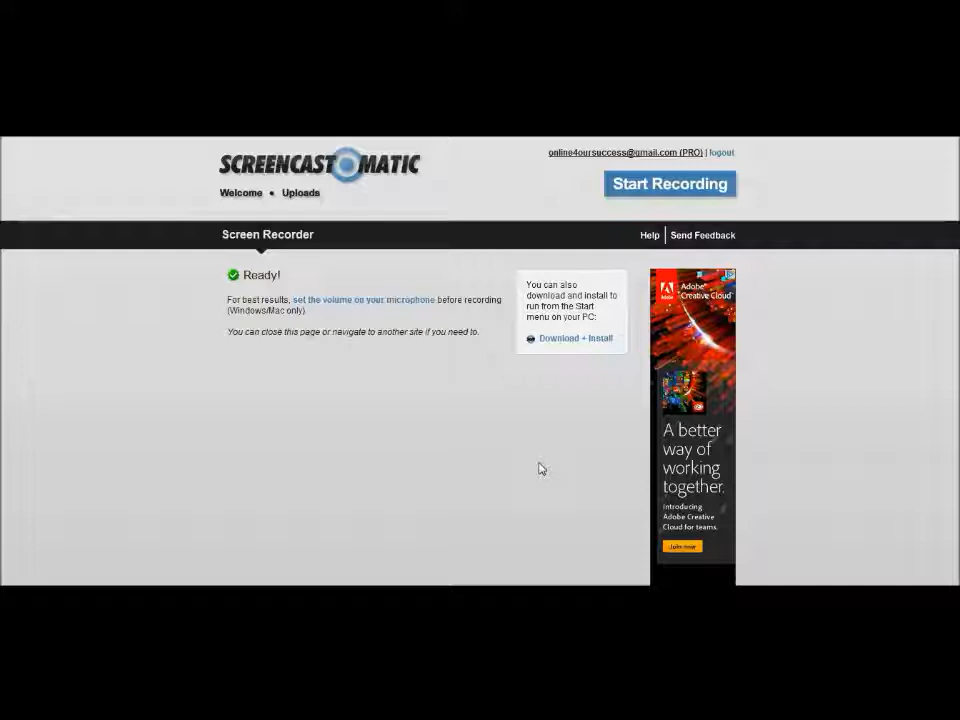 SCREENCAST MATIC
online4oursuccess@gmail.com (PRO) | logout
Start Recording
Welcome • Uploads
Screen Recorder
Help | Send Feedback
Ready!
For best results, set the volume on your microphone before recording
(Windows/Mac only).
You can close this page or navigate to another site if you need to.
You can also
download and install to
run from the Start
menu on your PC:
Download + Install
Adobe
Adobe®
Creative Cloud™
A better
way of
working
together.
Introducing
Adobe Creative
Cloud for teams.
Join now